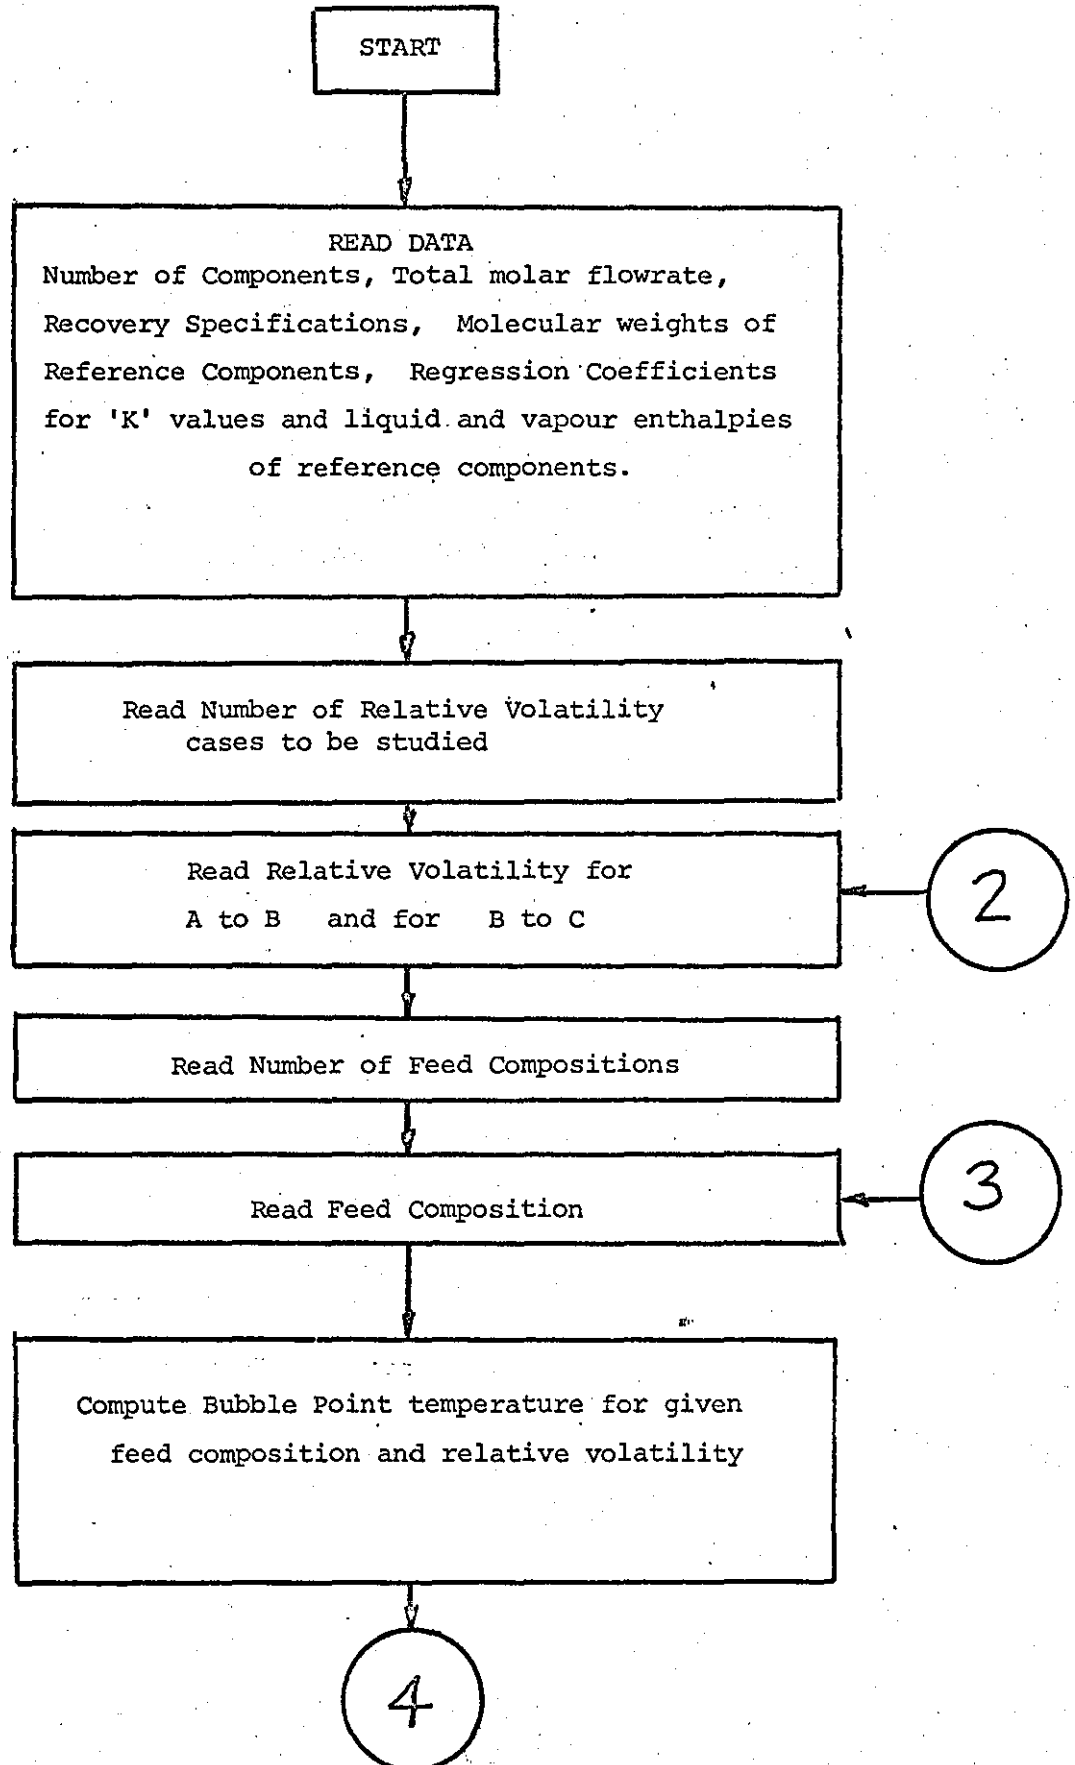 START
READ DATA
Number of Components, Total molar flowrate,
Recovery Specifications, Molecular weights of
Reference Components, Regression Coefficients
for 'K' values and liquid and vapour enthalpies
of reference components.
Read Number of Relative Volatility
cases to be studied
Read Relative Volatility for
A to B and for B to C
2
Read Number of Feed Compositions
Read Feed Composition
3
Compute Bubble Point temperature for given
feed composition and relative volatility
4